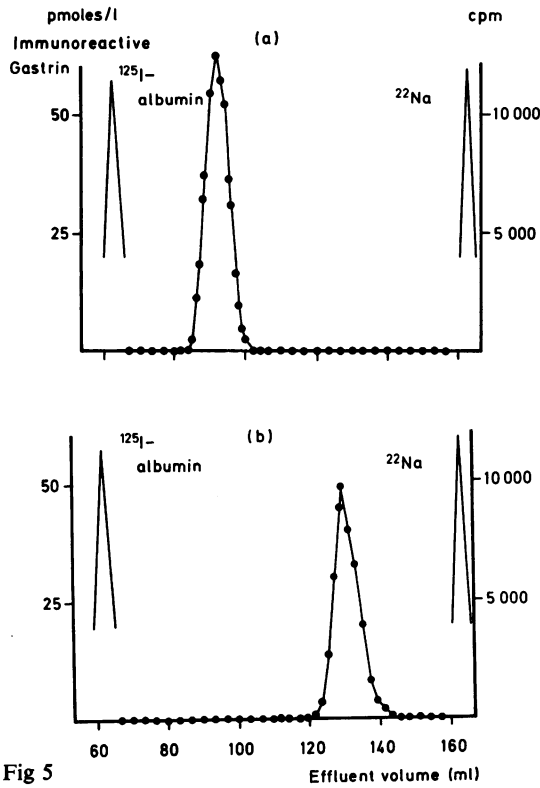 pmoles/l
Immunoreactive
Gastrin
cpm
(a)
125I-
albumin
22Na
50
25
10 000
5 000
(b)
125I-
albumin
22Na
50
25
10 000
5 000
60 80 100 120 140 160
Fig 5
Effluent volume (ml)